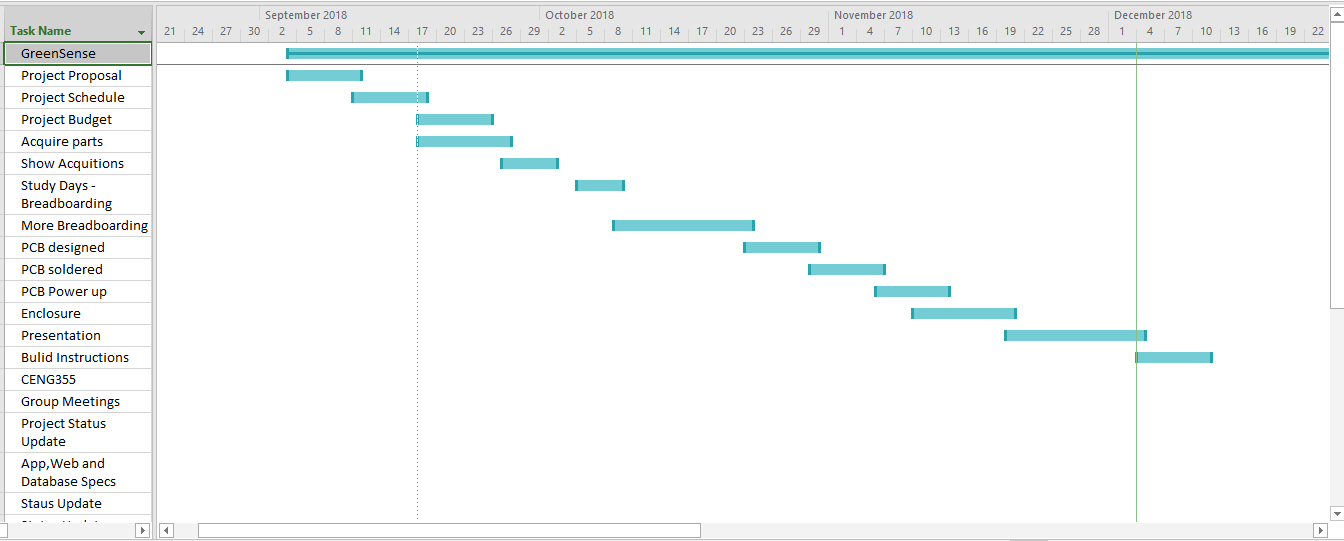 September 2018 October 2018 November 2018 December 2018
Task Name 21 24 27 30 2 5 8 11 14 17 20 23 26 29 2 5 8 11 14 17 20 23 26 29 1 4 7 10 13 16 19 22 25 28 1 4 7 10 13 16 19 22
GreenSense
Project Proposal
Project Schedule
Project Budget
Acquire parts
Show Acquitions
Study Days -
Breadboarding
More Breadboarding
PCB designed
PCB soldered
PCB Power up
Enclosure
Presentation
Bulid Instructions
CENG355
Group Meetings
Project Status
Update
App,Web and
Database Specs
Staus Update